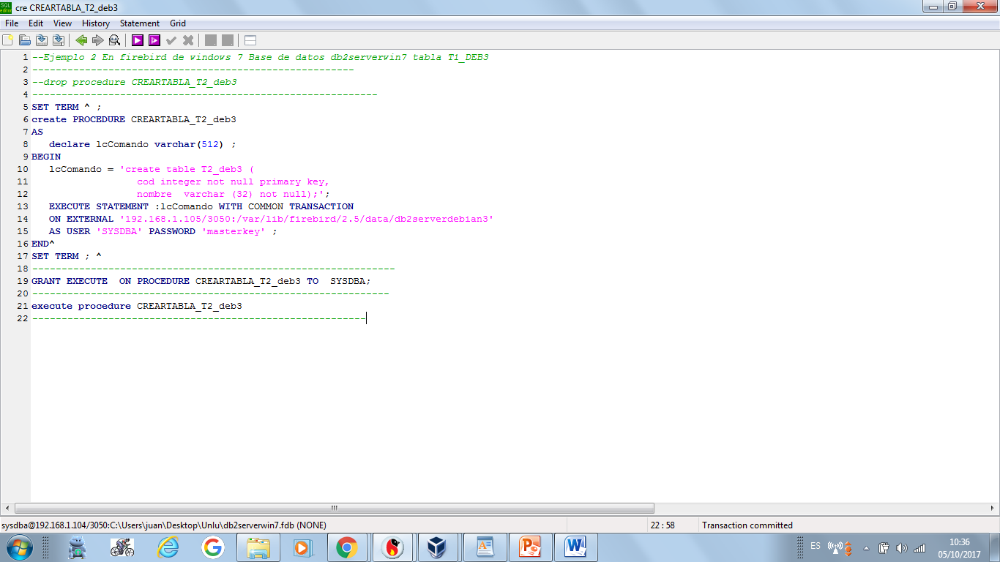 SQL editor cre CREARTABLA_T2_deb3
File Edit View History Statement Grid
1 --Ejemplo 2 En firebird de windows 7 Base de datos db2serverwin7 tabla T1_DEB3
2 -------------------------------------------------------
3 --drop procedure CREARTABLA_T2_deb3
4 -----------------------------------------------------------
5 SET TERM ^ ;
6 create PROCEDURE CREARTABLA_T2_deb3
7 AS
8 declare lcComando varchar(512) ;
9 BEGIN
10 lcComando = 'create table T2_deb3 (
11 cod integer not null primary key,
12 nombre  varchar (32) not null);';
13 EXECUTE STATEMENT :lcComando WITH COMMON TRANSACTION
14 ON EXTERNAL '192.168.1.105/3050:/var/lib/firebird/2.5/data/db2serverdebian3'
15 AS USER 'SYSDBA' PASSWORD 'masterkey' ;
16 END^
17 SET TERM ; ^
18 --------------------------------------------------------------
19 GRANT EXECUTE  ON PROCEDURE CREARTABLA_T2_deb3 TO  SYSDBA;
20 -------------------------------------------------------------
21 execute procedure CREARTABLA_T2_deb3
22 ---------------------------------------------------------
sysdba@192.168.1.104/3050:C:\Users\juan\Desktop\Unlu\db2serverwin7.fdb (NONE) 22 : 58 Transaction committed
ES 10:36
05/10/2017